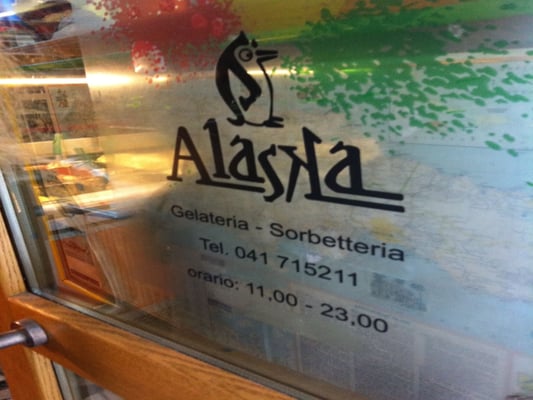 Alaska
Gelateria - Sorbetteria
Tel. 041 715211
orario: 11,00 - 23,00